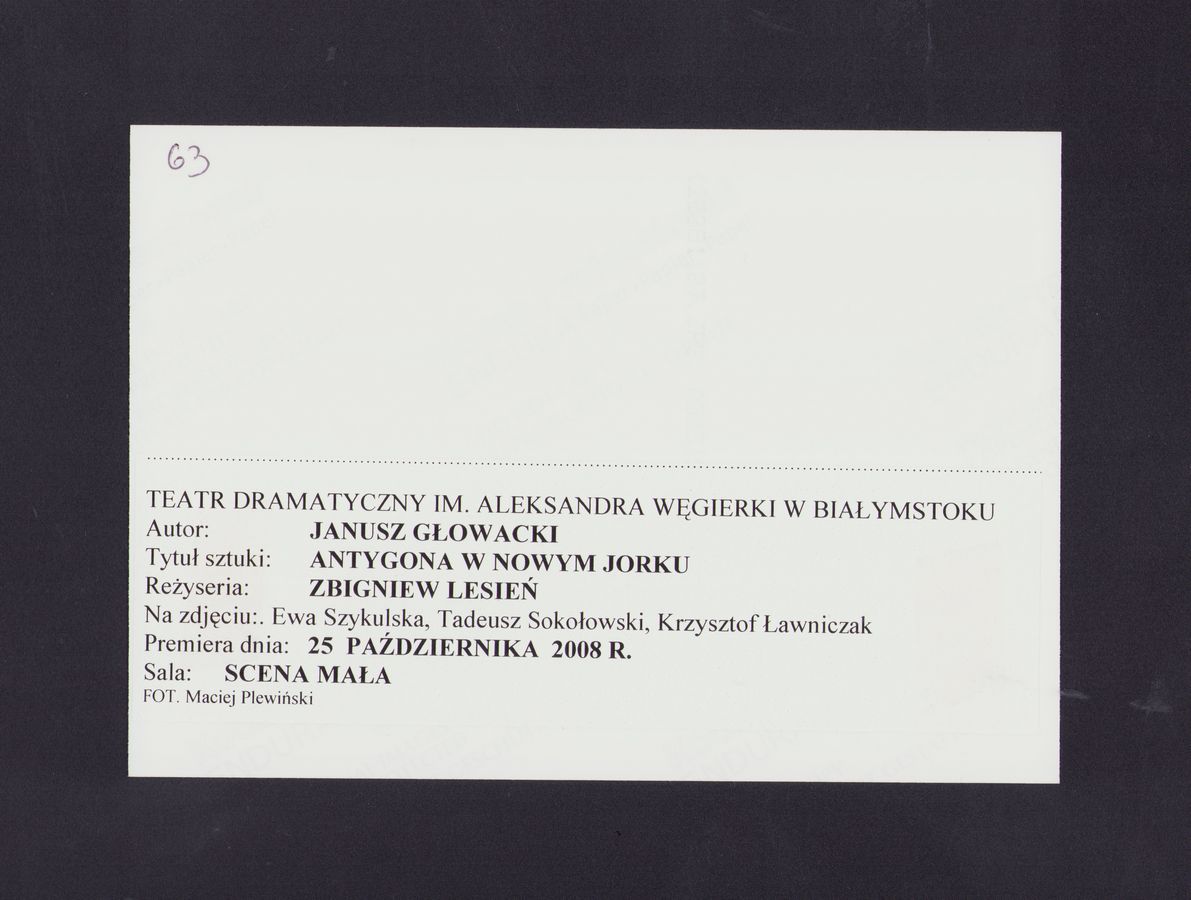 63
TEATR DRAMATYCZNY IM. ALEKSANDRA WĘGIERKI W BIAŁYMSTOKU
Autor: JANUSZ GŁOWACKI
Tytuł sztuki: ANTYGONA W NOWYM JORKU
Reżyseria: ZBIGNIEW LESIEŃ
Na zdjęciu:. Ewa Szykulska, Tadeusz Sokołowski, Krzysztof Ławniczak
Premiera dnia: 25 PAŹDZIERNIKA 2008 R.
Sala: SCENA MAŁA
FOT. Maciej Plewiński